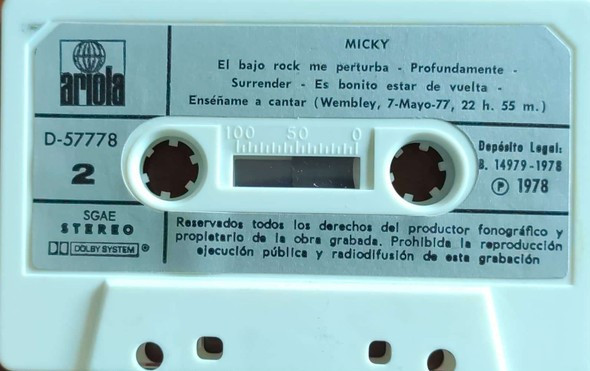 MICKY
El bajo rock me perturba - Profundamente -
Surrender - Es bonito estar de vuelta -
Enséñame a cantar (Wembley, 7-Mayo-77, 22 h. 55 m.)
ariola
D-57778
2
100 50 0
Depósito Legal:
B. 14979-1978
Ⓟ 1978
SGAE
STEREO
DOLBY SYSTEM ®
Reservados todos los derechos del productor fonográfico y
propietario de la obra grabada. Prohibida la reproducción
ejecución pública y radiodifusión de esta grabación